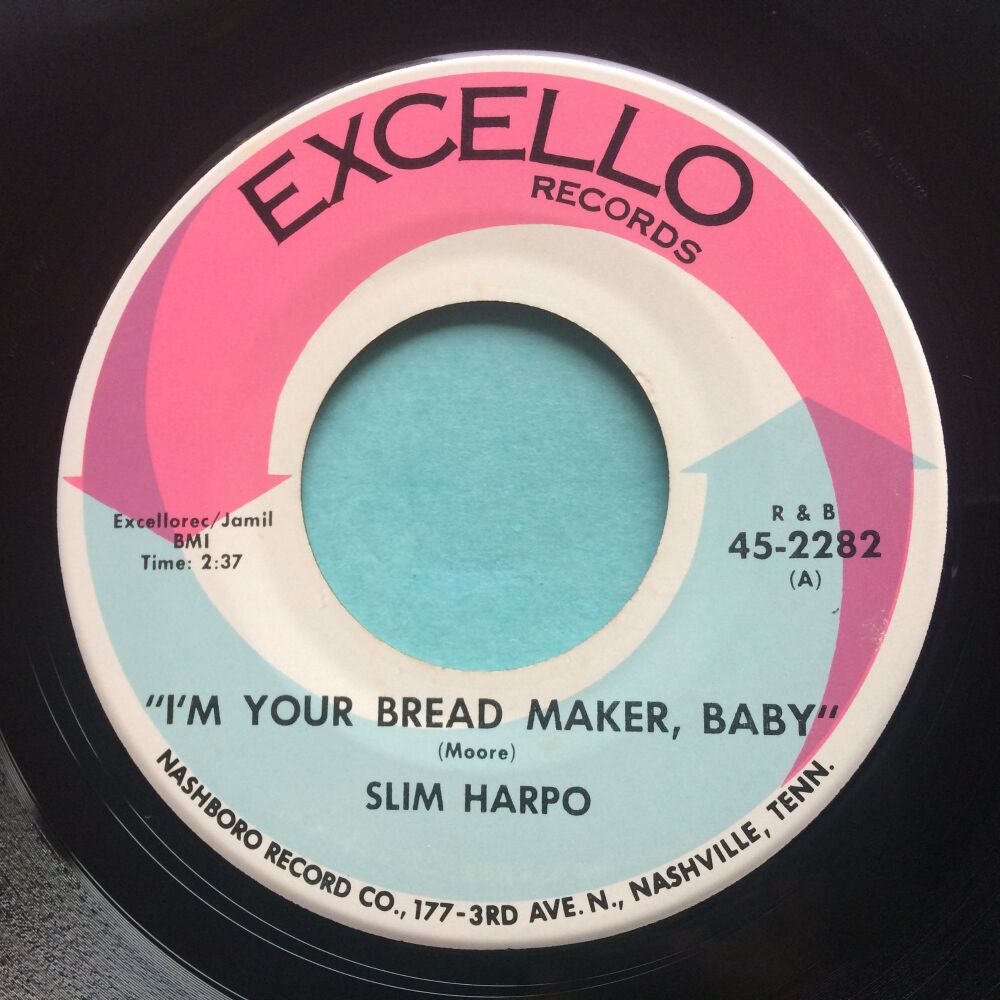 EXCELLO
RECORDS
Excellorec/Jamil
BMI
Time: 2:37
R & B
45-2282
(A)
"I'M YOUR BREAD MAKER, BABY"
(Moore)
SLIM HARPO
NASHBORO RECORD CO., 177-3RD AVE. N., NASHVILLE, TENN.